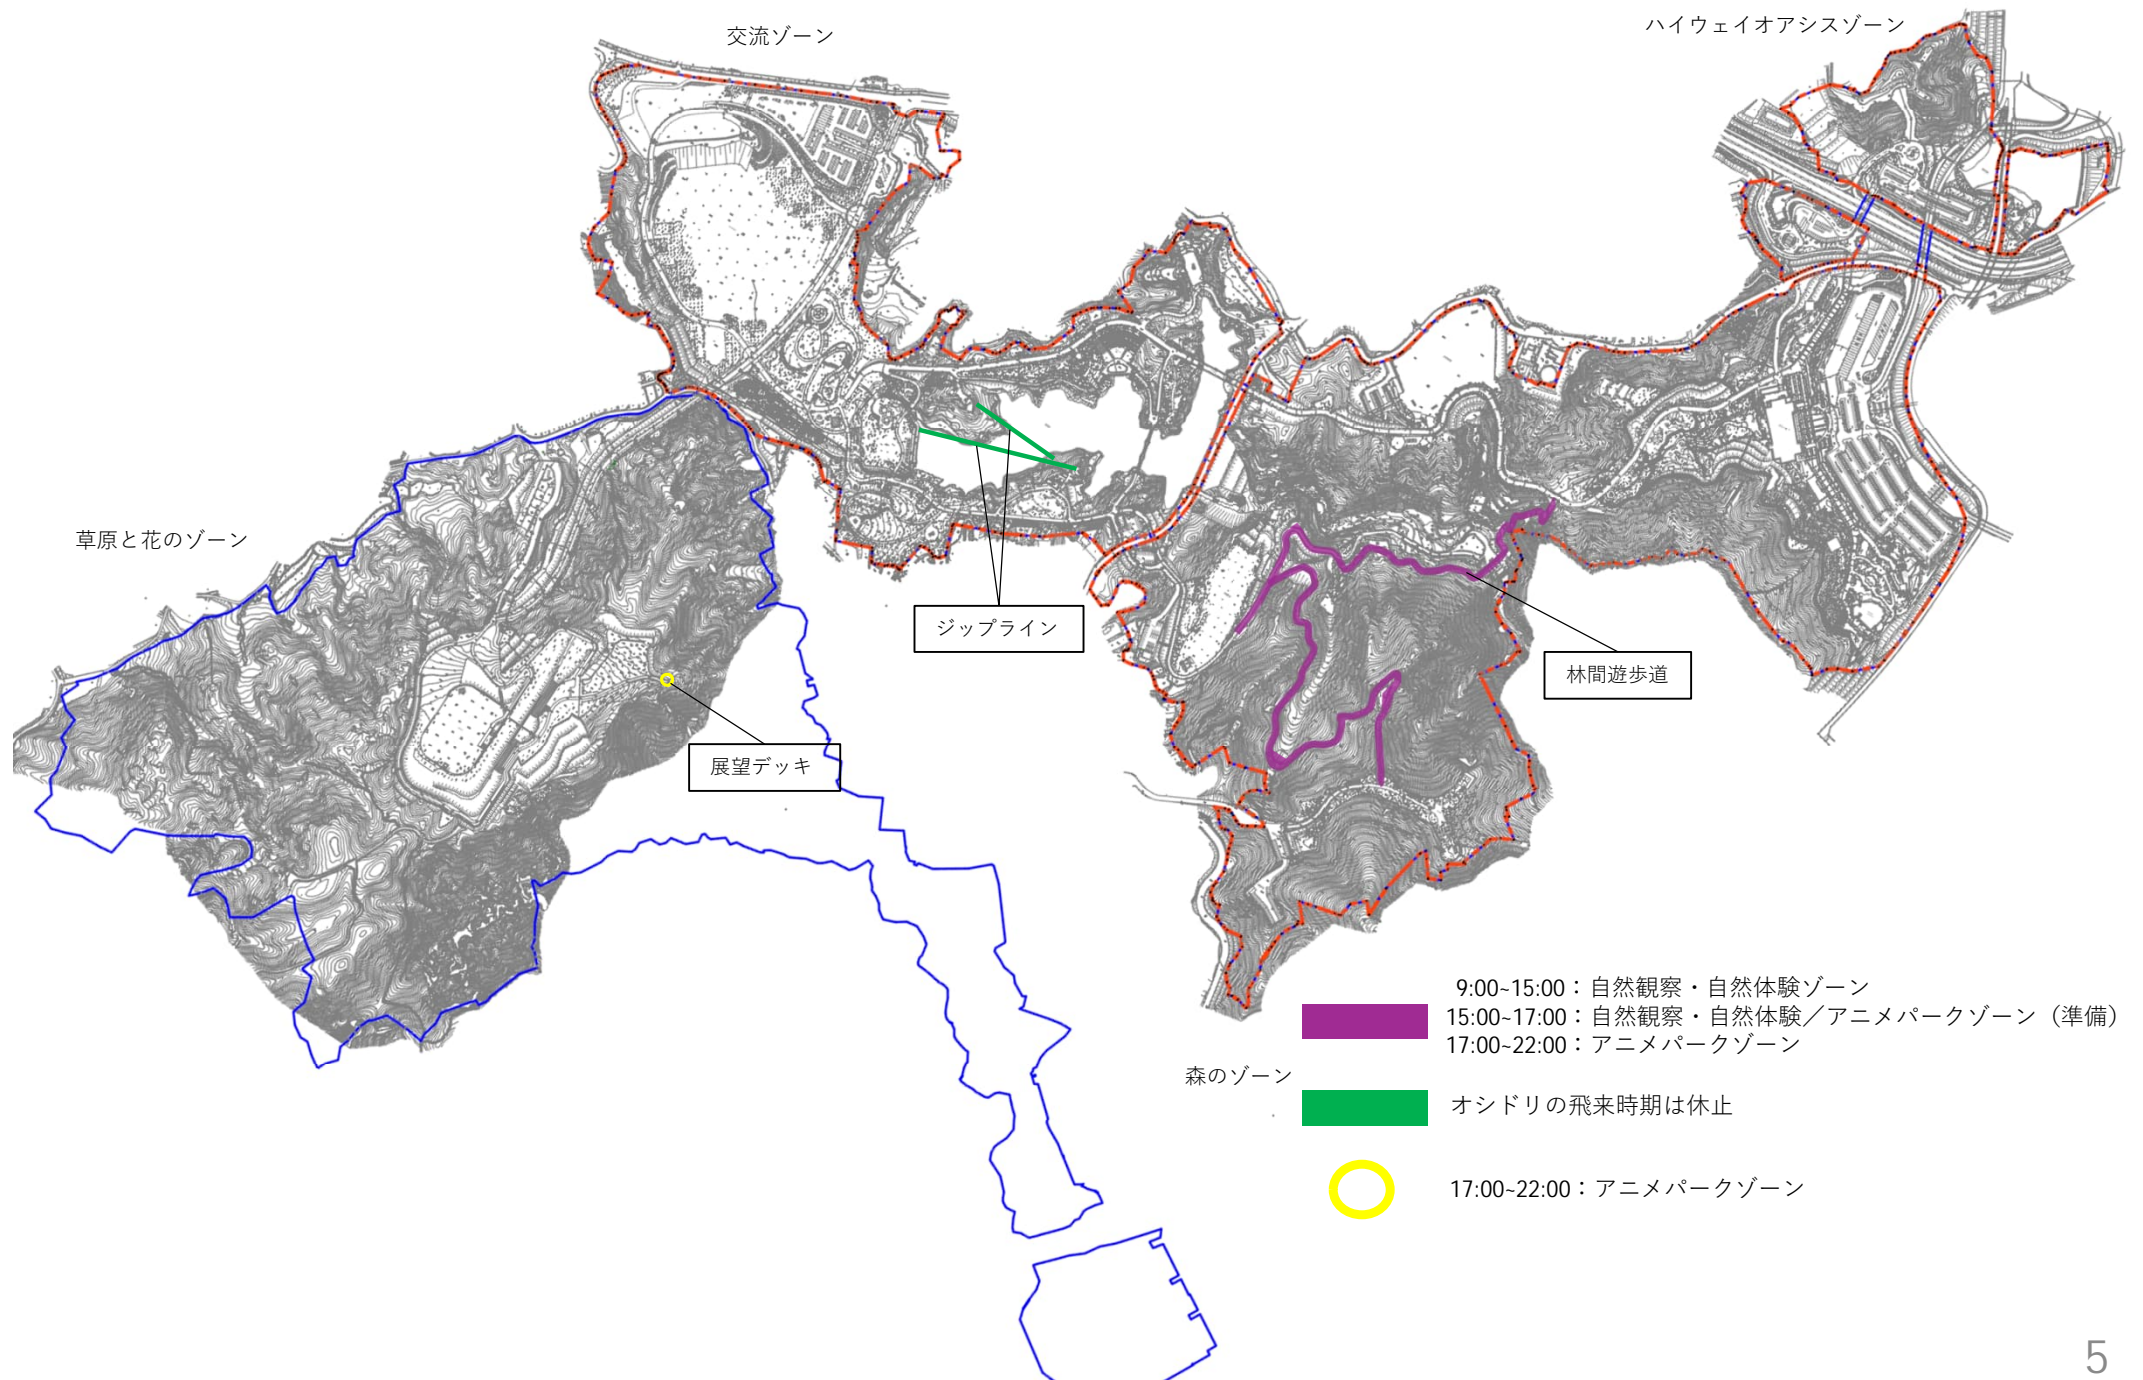 交流ゾーン
ハイウェイオアシスゾーン
草原と花のゾーン
ジップライン
林間遊歩道
展望デッキ
9:00~15:00：自然観察・自然体験ゾーン
15:00~17:00：自然観察・自然体験／アニメパークゾーン（準備）
17:00~22:00：アニメパークゾーン
森のゾーン
オシドリの飛来時期は休止
17:00~22:00：アニメパークゾーン
5